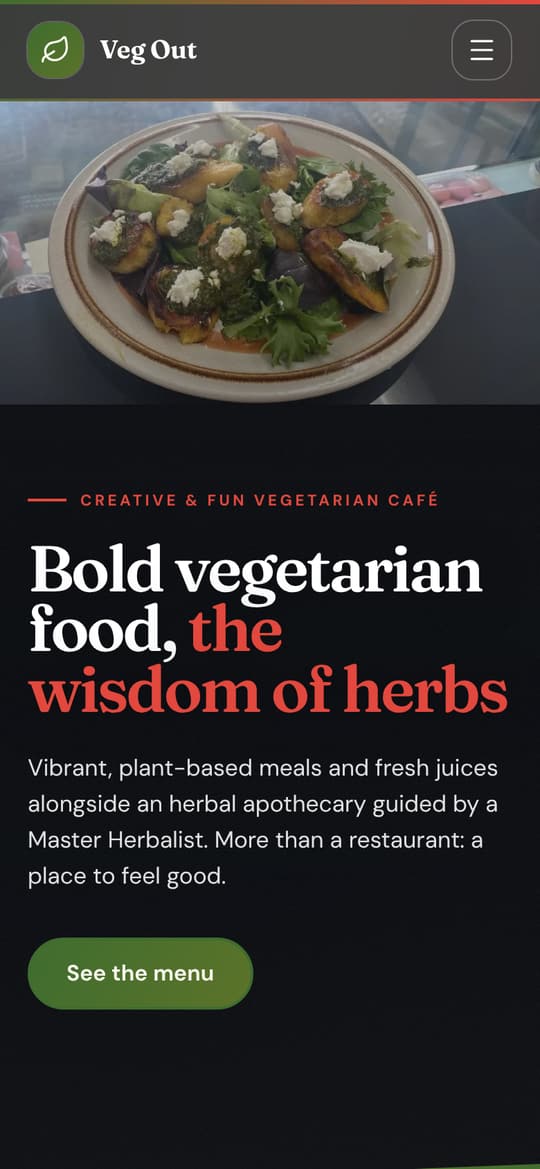 Veg Out
CREATIVE & FUN VEGETARIAN CAFÉ
Bold vegetarian
food, the
wisdom of herbs
Vibrant, plant-based meals and fresh juices
alongside an herbal apothecary guided by a
Master Herbalist. More than a restaurant: a
place to feel good.
See the menu